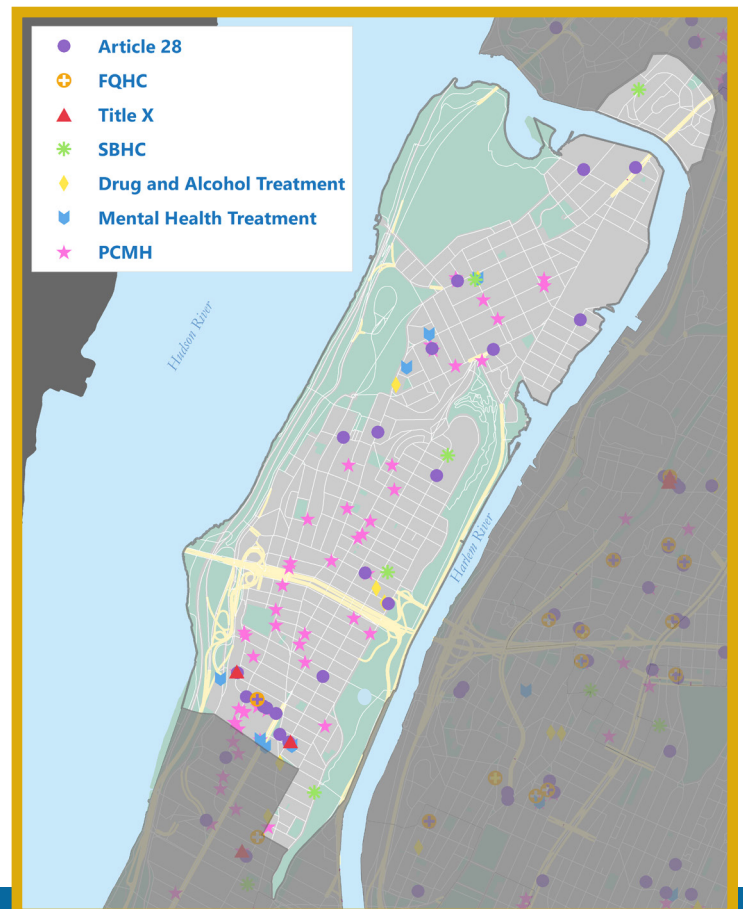 Article 28
FQHC
Title X
SBHC
Drug and Alcohol Treatment
Mental Health Treatment
PCMH
Hudson River
Harlem River